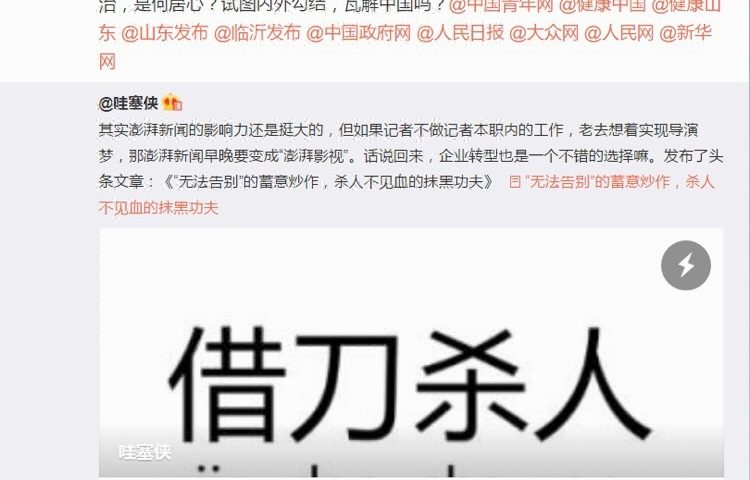 治，是何居心？试图内外勾结，瓦解中国吗？@中国青年网 @健康中国 @健康山
东 @山东发布 @临沂发布 @中国政府网 @人民日报 @大众网 @人民网 @新华
网
@哇塞侠
其实澎湃新闻的影响力还是挺大的，但如果记者不做记者本职内的工作，老去想着实现导演
梦，那澎湃新闻早晚要变成“澎湃影视”。话说回来，企业转型也是一个不错的选择嘛。发布了头
条文章：《“无法告别”的蓄意炒作，杀人不见血的抹黑功夫》 “无法告别”的蓄意炒作，杀人
不见血的抹黑功夫
借刀杀人
哇塞侠